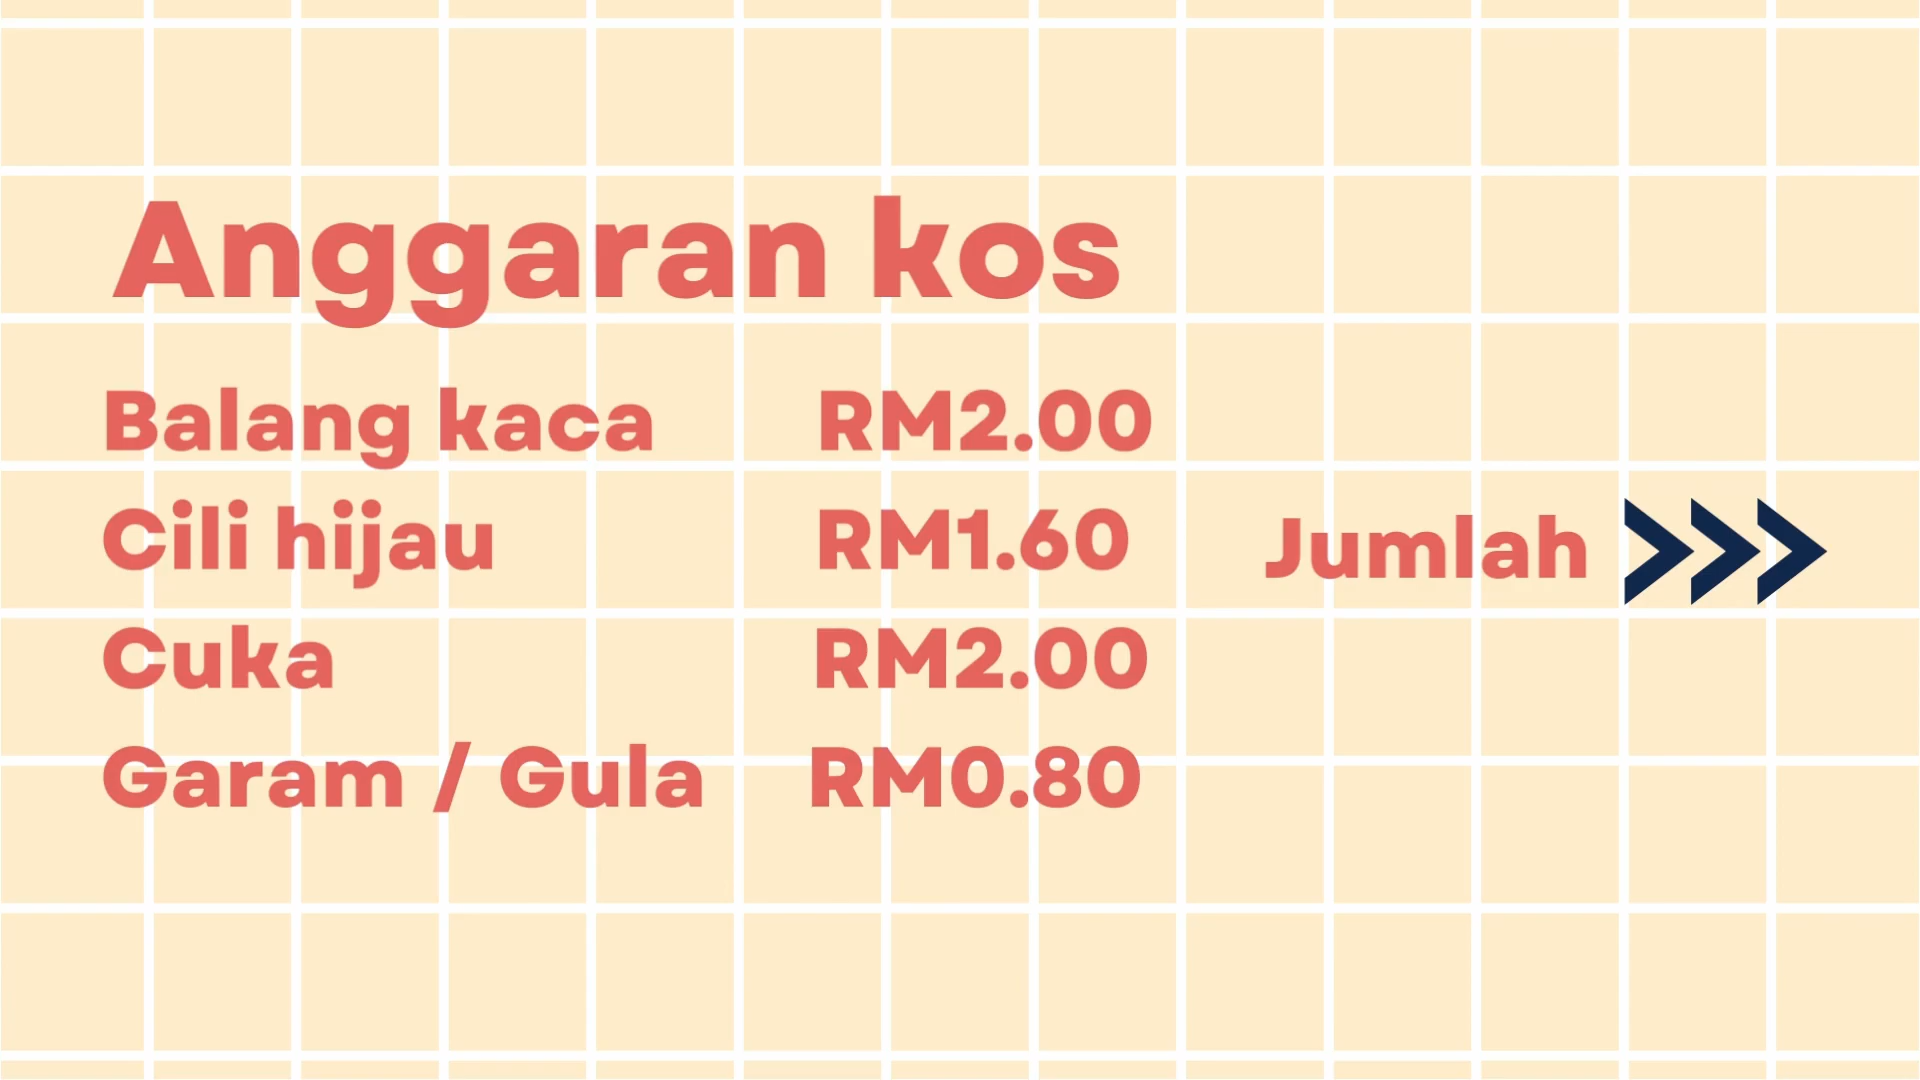 Anggaran kos
Balang kaca RM2.00
Cili hijau RM1.60
Cuka RM2.00
Garam / Gula RM0.80
Jumlah